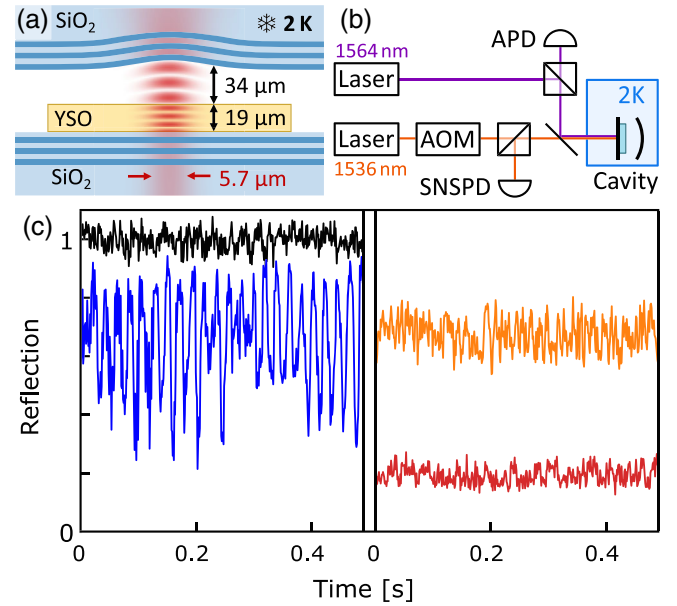 (a)
SiO2
❄ 2 K
34 μm
YSO
19 μm
SiO2
5.7 μm
(b)
APD
1564 nm
Laser
2K
Laser
AOM
1536 nm
SNSPD
Cavity
(c)
1
Reflection
0
0 0.2 0.4 0 0.2 0.4
Time [s]